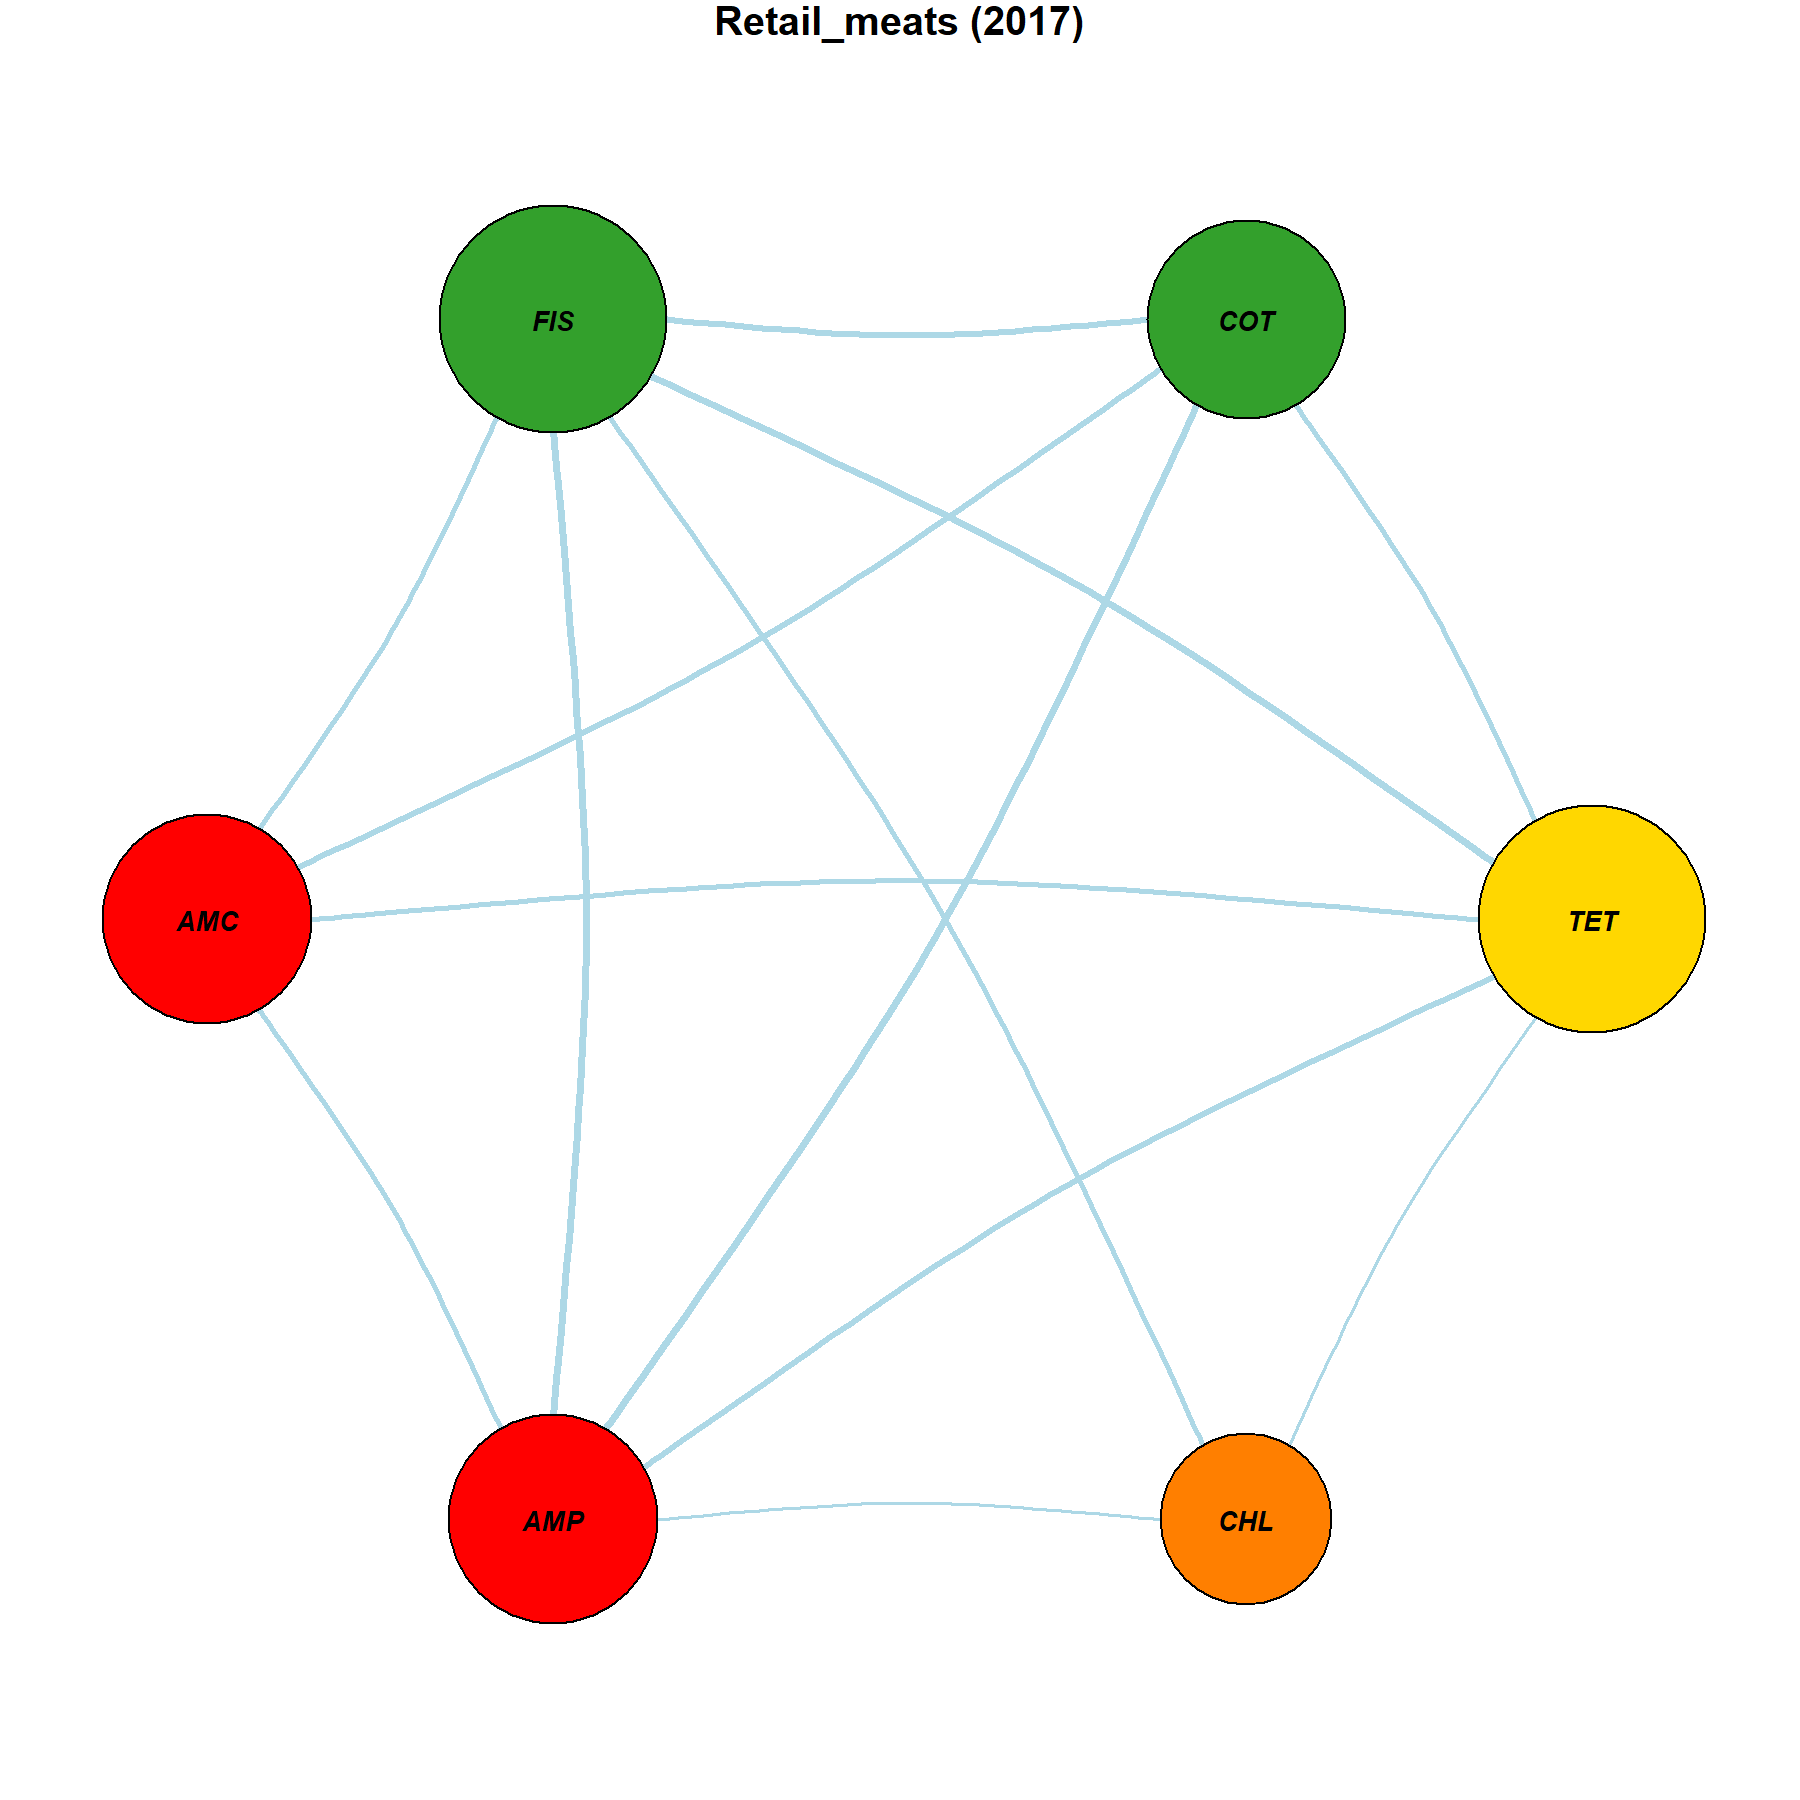 Retail_meats (2017)
FIS
COT
AMC
TET
AMP
CHL